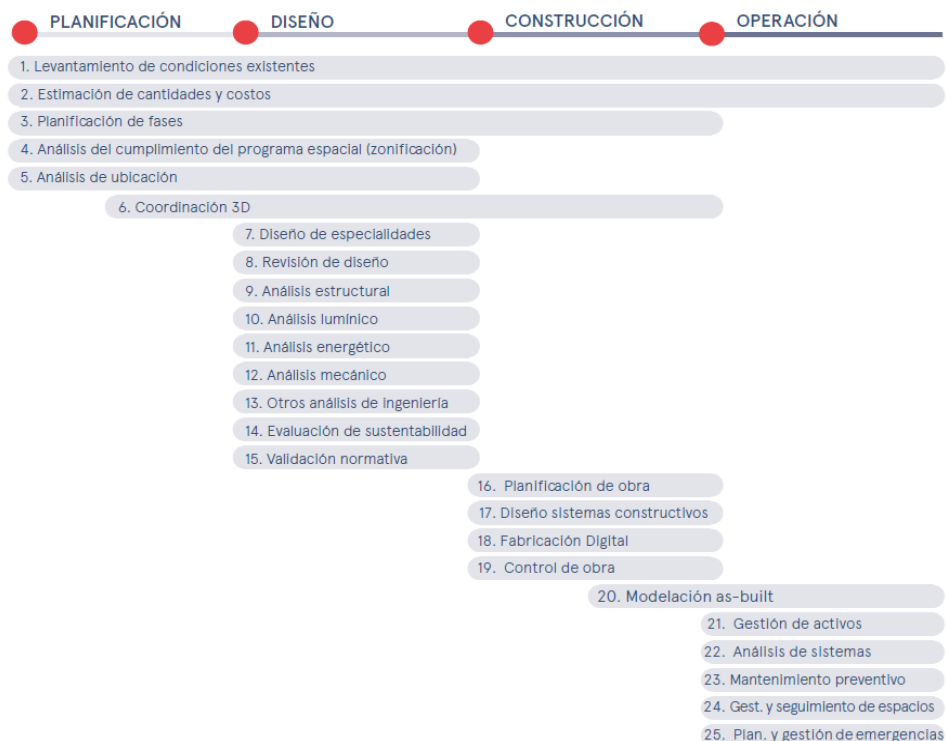 PLANIFICACIÓN
DISEÑO
CONSTRUCCIÓN
OPERACIÓN
1. Levantamiento de condiciones existentes
2. Estimación de cantidades y costos
3. Planificación de fases
4. Análisis del cumplimiento del programa espacial (zonificación)
5. Análisis de ubicación
6. Coordinación 3D
7. Diseño de especialidades
8. Revisión de diseño
9. Análisis estructural
10. Análisis lumínico
11. Análisis energético
12. Análisis mecánico
13. Otros análisis de ingeniería
14. Evaluación de sustentabilidad
15. Validación normativa
16. Planificación de obra
17. Diseño sistemas constructivos
18. Fabricación Digital
19. Control de obra
20. Modelación as-built
21. Gestión de activos
22. Análisis de sistemas
23. Mantenimiento preventivo
24. Gest. y seguimiento de espacios
25. Plan. y gestión de emergencias